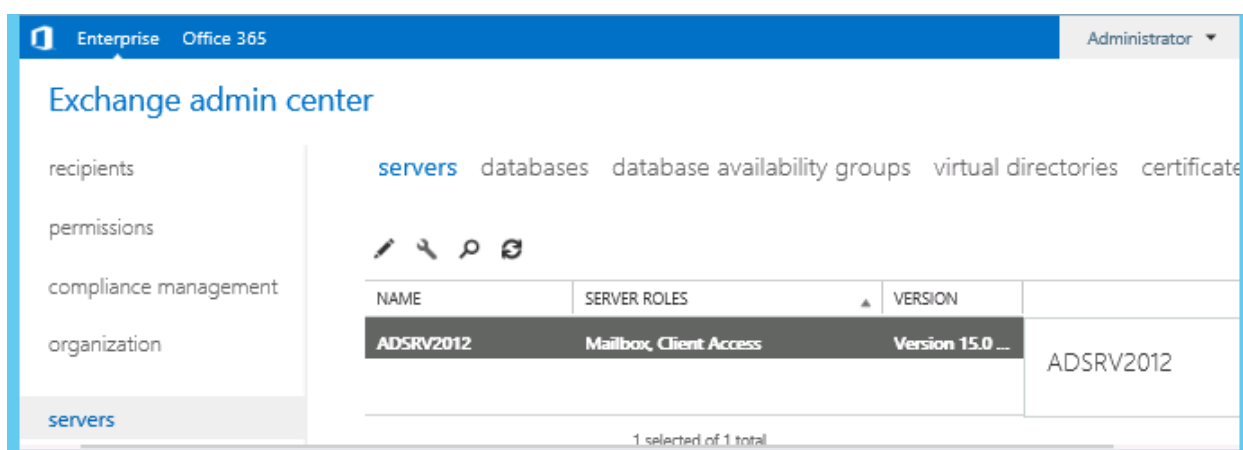 Enterprise Office 365 Administrator
Exchange admin center
recipients
permissions
compliance management
organization
servers
servers databases database availability groups virtual directories certificate
NAME SERVER ROLES VERSION
ADSRV2012 Mailbox, Client Access Version 15.0 ...
ADSRV2012
1 selected of 1 total